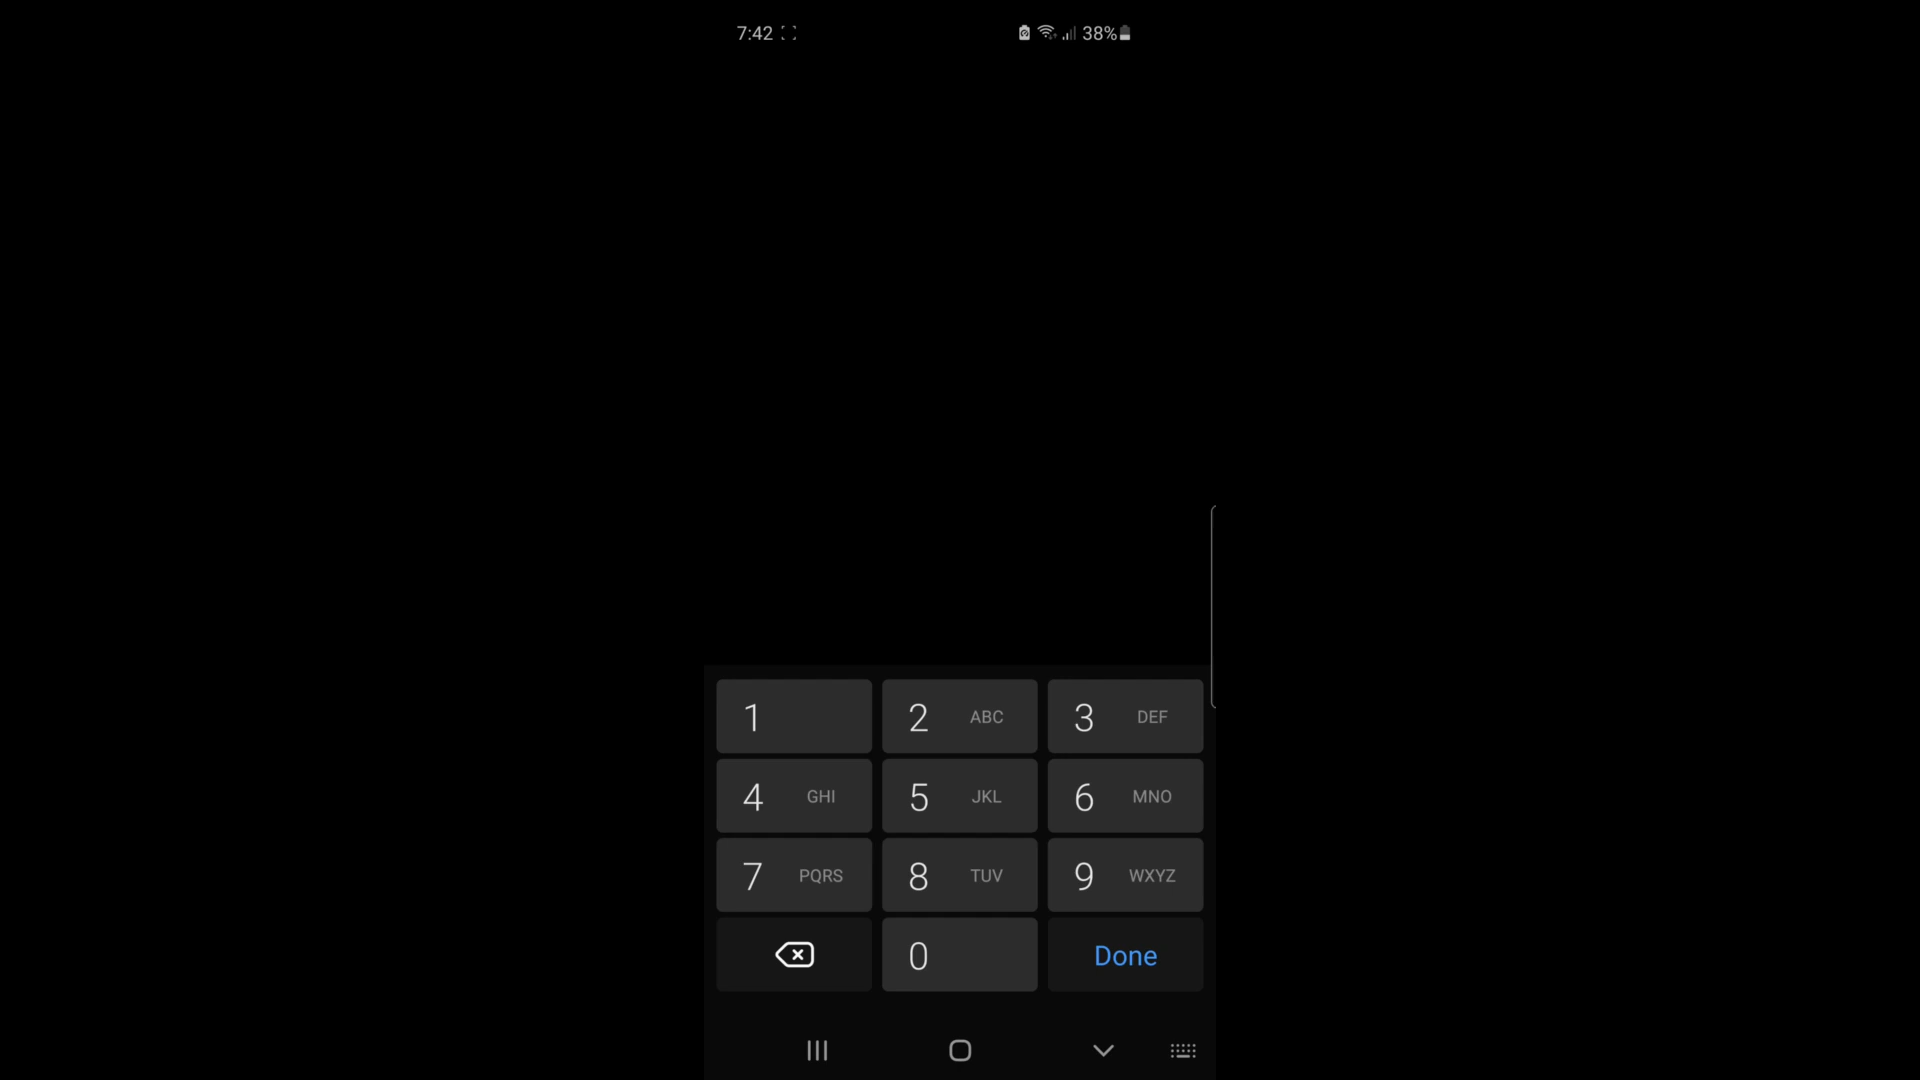 7:42 38%
1 2 ABC 3 DEF
4 GHI 5 JKL 6 MNO
7 PQRS 8 TUV 9 WXYZ
0 Done